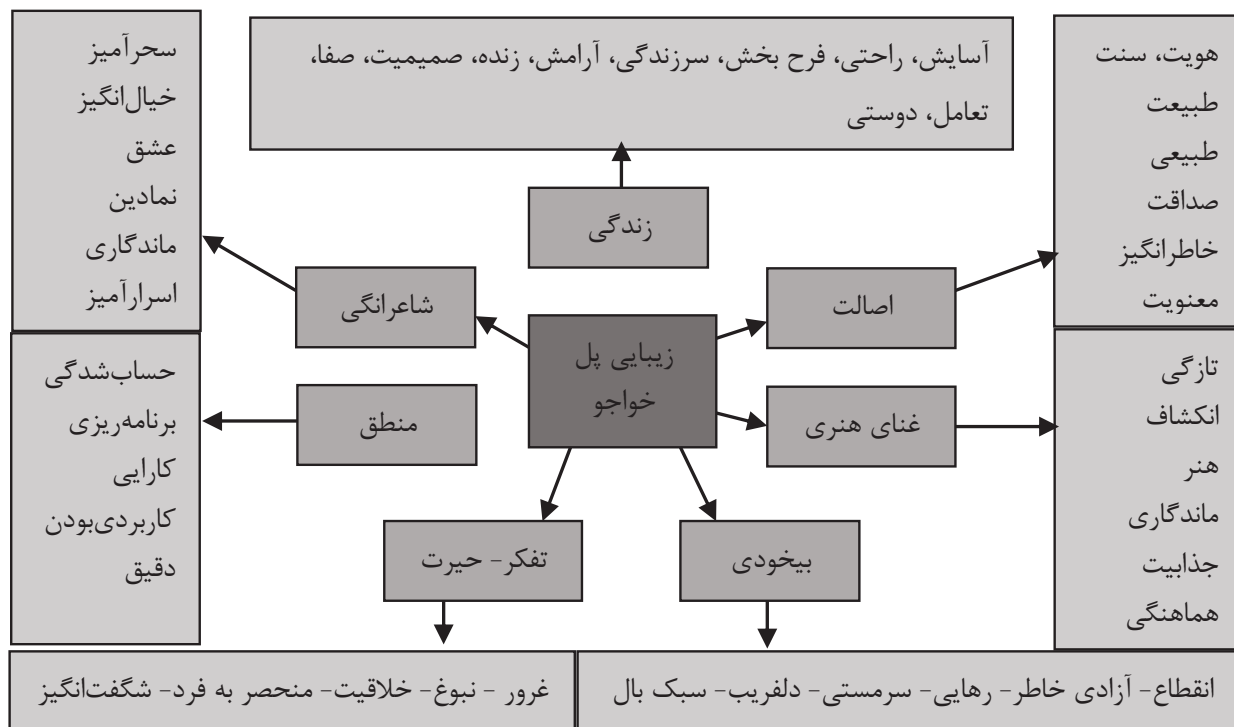 هویت، سنت
طبیعت
طبیعی
صداقت
خاطرانگیز
معنویت
آسایش، راحتی، فرح بخش، سرزندگی، آرامش، زنده، صمیمیت، صفا،
تعامل، دوستی
سحرآمیز
خیال‌انگیز
عشق
نمادین
ماندگاری
اسرارآمیز
زندگی
اصالت
شاعرانگی
زیبایی پل
خواجو
غنای هنری
منطق
تازگی
انکشاف
هنر
ماندگاری
جذابیت
هماهنگی
حساب‌شدگی
برنامه‌ریزی
کارایی
کاربردی‌بودن
دقیق
بیخودی
تفکر- حیرت
انقطاع- آزادی خاطر- رهایی- سرمستی- دلفریب- سبک بال
غرور - نبوغ- خلاقیت- منحصر به فرد- شگفت‌انگیز